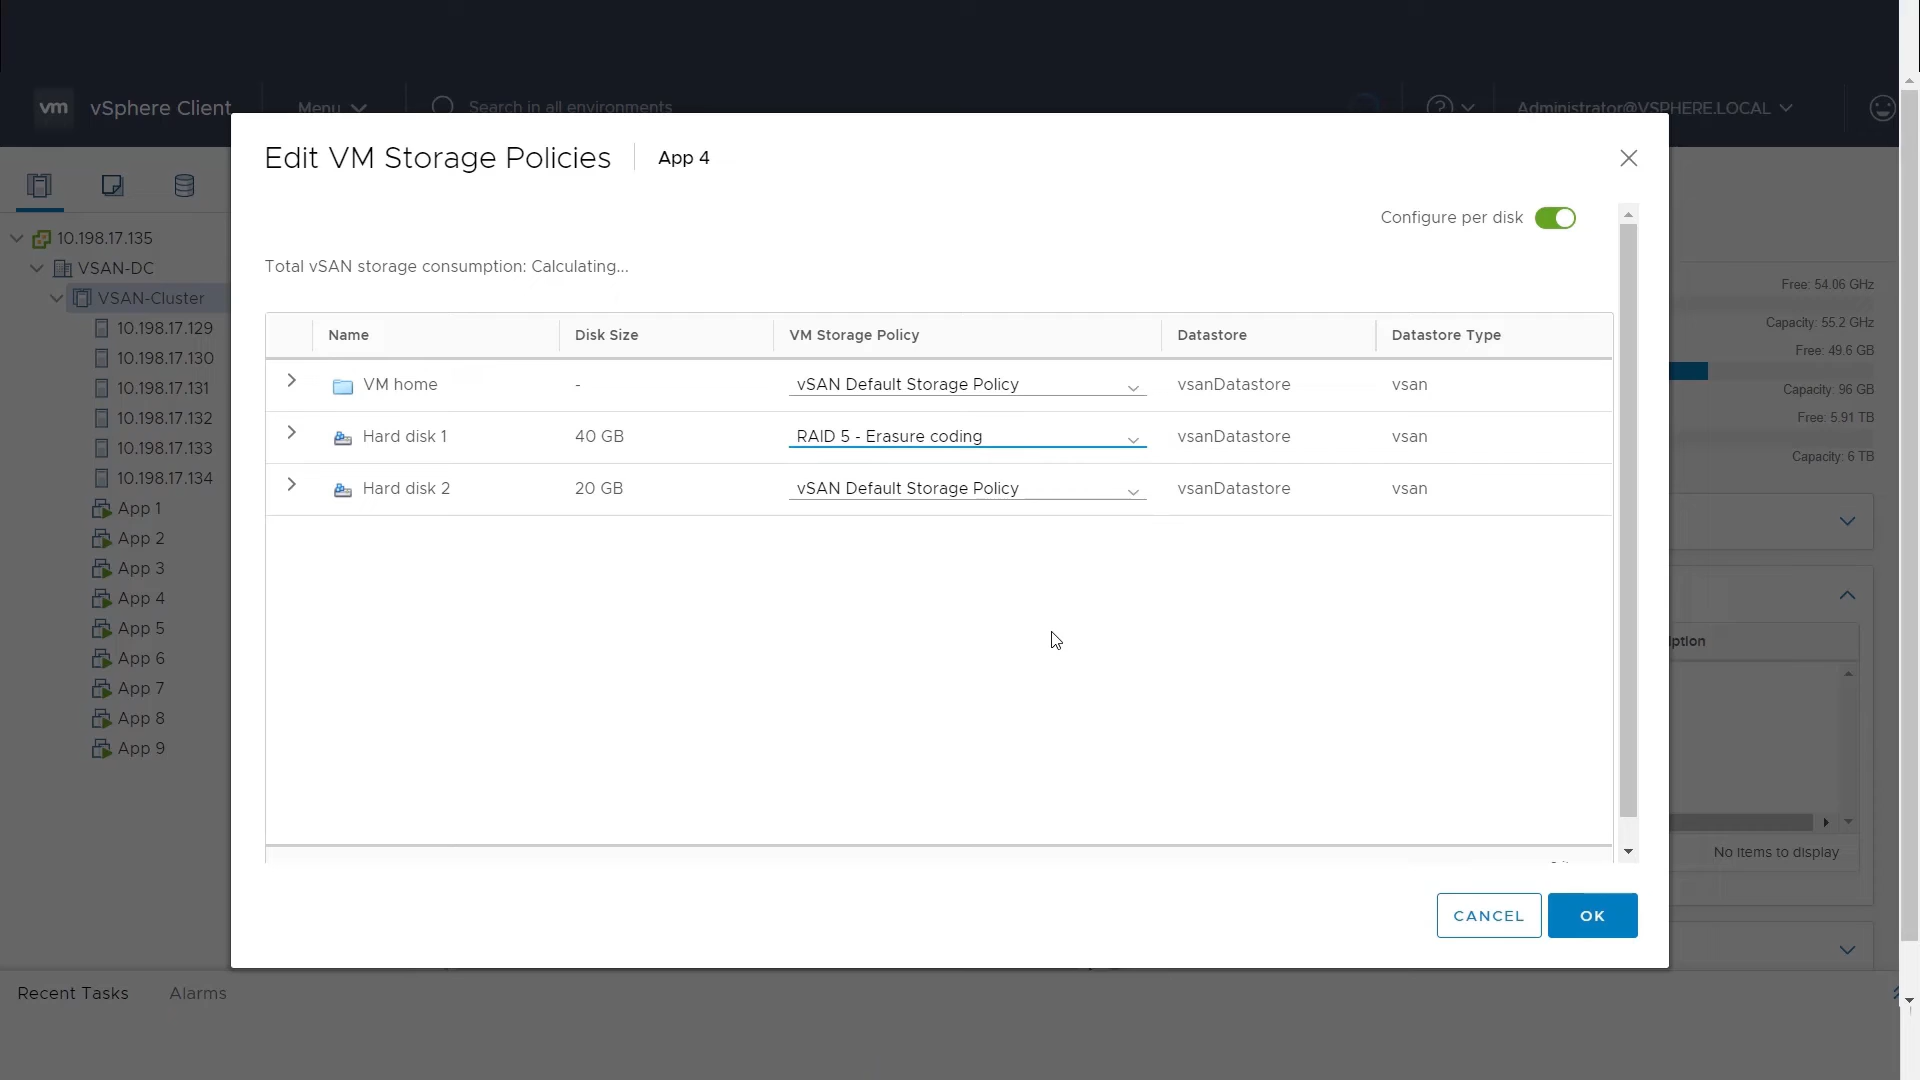 vm vSphere Client Menu Search in all environments Administrator@VSPHERE.LOCAL
Edit VM Storage Policies App 4
Configure per disk
Total vSAN storage consumption: Calculating...
Name Disk Size VM Storage Policy Datastore Datastore Type
VM home - vSAN Default Storage Policy vsanDatastore vsan
Hard disk 1 40 GB RAID 5 - Erasure coding vsanDatastore vsan
Hard disk 2 20 GB vSAN Default Storage Policy vsanDatastore vsan
CANCEL OK
10.198.17.135
VSAN-DC
VSAN-Cluster
10.198.17.129
10.198.17.130
10.198.17.131
10.198.17.132
10.198.17.133
10.198.17.134
App 1
App 2
App 3
App 4
App 5
App 6
App 7
App 8
App 9
Free: 54.06 GHz
Capacity: 55.2 GHz
Free: 49.6 GB
Capacity: 96 GB
Free: 5.91 TB
Capacity: 6 TB
No items to display
Recent Tasks Alarms